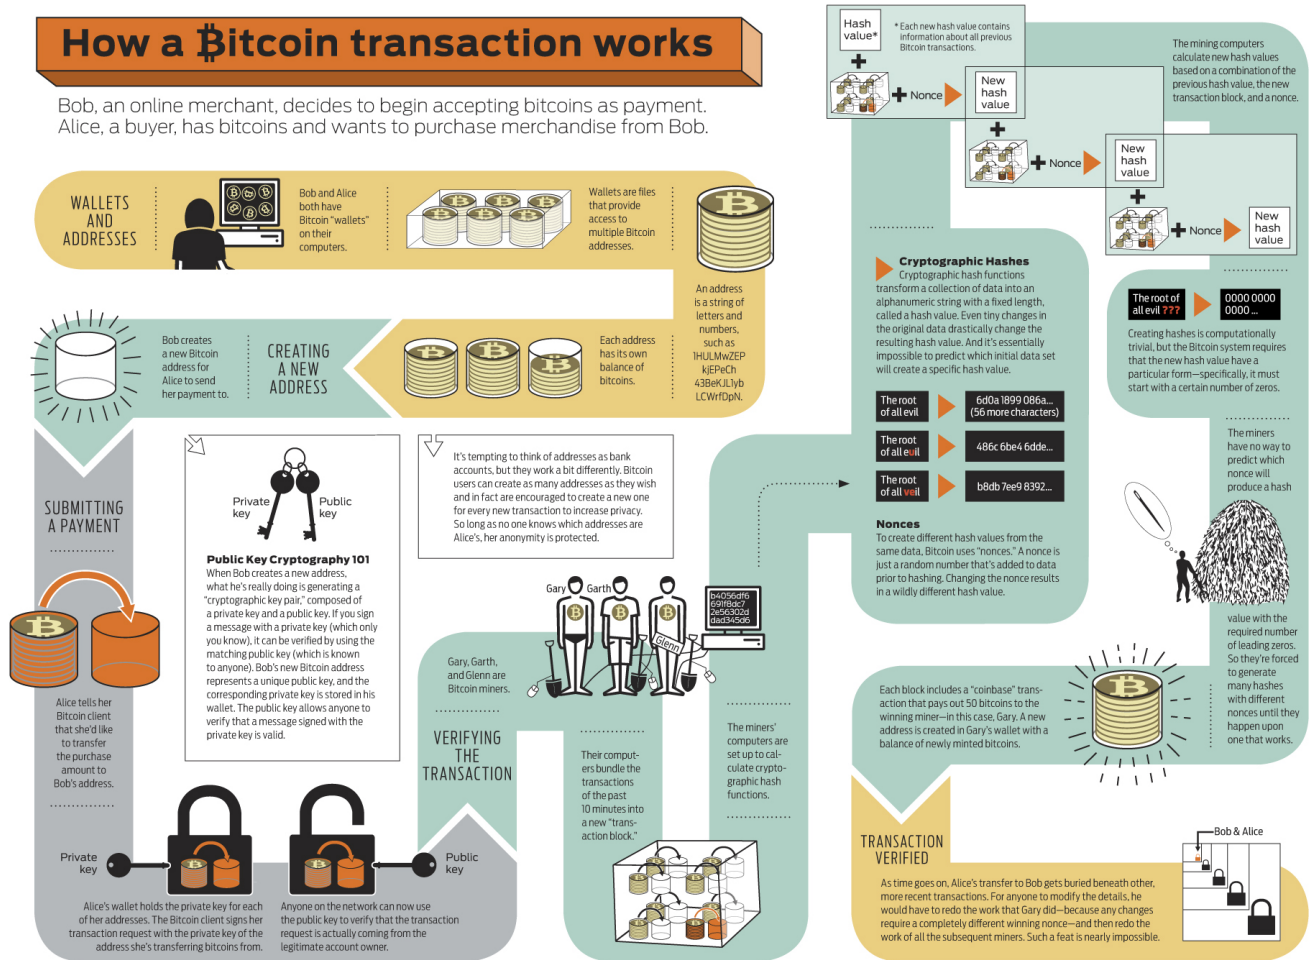 How a Bitcoin transaction works
Bob, an online merchant, decides to begin accepting bitcoins as payment.
Alice, a buyer, has bitcoins and wants to purchase merchandise from Bob.
WALLETS
AND
ADDRESSES
Bob and Alice
both have
Bitcoin “wallets”
on their
computers.
Wallets are files
that provide
access to
multiple Bitcoin
addresses.
An address
is a string of
letters and
numbers,
such as
1HULMwZEP
kjEPeCh
43BeKJL1yb
LCWrfDpN.
Each address
has its own
balance of
bitcoins.
CREATING
A NEW
ADDRESS
Bob creates
a new Bitcoin
address for
Alice to send
her payment to.
SUBMITTING
A PAYMENT
Alice tells her
Bitcoin client
that she’d like
to transfer
the purchase
amount to
Bob’s address.
Private
key
Public
key
Public Key Cryptography 101
When Bob creates a new address,
what he’s really doing is generating a
“cryptographic key pair,” composed of
a private key and a public key. If you sign
a message with a private key (which only
you know), it can be verified by using the
matching public key (which is known
to anyone). Bob’s new Bitcoin address
represents a unique public key, and the
corresponding private key is stored in his
wallet. The public key allows anyone to
verify that a message signed with the
private key is valid.
It’s tempting to think of addresses as bank
accounts, but they work a bit differently. Bitcoin
users can create as many addresses as they wish
and in fact are encouraged to create a new one
for every new transaction to increase privacy.
So long as no one knows which addresses are
Alice’s, her anonymity is protected.
Private
key
Public
key
Alice’s wallet holds the private key for each
of her addresses. The Bitcoin client signs her
transaction request with the private key of the
address she’s transferring bitcoins from.
Anyone on the network can now use
the public key to verify that the transaction
request is actually coming from the
legitimate account owner.
VERIFYING
THE
TRANSACTION
Gary, Garth,
and Glenn are
Bitcoin miners.
Gary
Garth
Glenn
b4056df6
691f8dc7
2e56302d
dad345d6
Their comput-
ers bundle the
transactions
of the past
10 minutes into
a new “trans-
action block.”
The miners’
computers are
set up to cal-
culate crypto-
graphic hash
functions.
Cryptographic Hashes
Cryptographic hash functions
transform a collection of data into an
alphanumeric string with a fixed length,
called a hash value. Even tiny changes in
the original data drastically change the
resulting hash value. And it’s essentially
impossible to predict which initial data set
will create a specific hash value.
The root
of all evil
6d0a 1899 086a...
(56 more characters)
The root
of all euil
486c 6be4 6dde...
The root
of all veil
b8db 7ee9 8392...
Nonces
To create different hash values from the
same data, Bitcoin uses “nonces.” A nonce is
just a random number that’s added to data
prior to hashing. Changing the nonce results
in a wildly different hash value.
Hash
value*
* Each new hash value contains
information about all previous
Bitcoin transactions.
+
+ Nonce
New
hash
value
+
+ Nonce
New
hash
value
+
+ Nonce
New
hash
value
The mining computers
calculate new hash values
based on a combination of the
previous hash value, the new
transaction block, and a nonce.
The root of
all evil ???
0000 0000
0000 ...
Creating hashes is computationally
trivial, but the Bitcoin system requires
that the new hash value have a
particular form—specifically, it must
start with a certain number of zeros.
The miners
have no way to
predict which
nonce will
produce a hash
value with the
required number
of leading zeros.
So they’re forced
to generate
many hashes
with different
nonces until they
happen upon
one that works.
Each block includes a “coinbase” trans-
action that pays out 50 bitcoins to the
winning miner—in this case, Gary. A new
address is created in Gary’s wallet with a
balance of newly minted bitcoins.
TRANSACTION
VERIFIED
Bob & Alice
As time goes on, Alice’s transfer to Bob gets buried beneath other,
more recent transactions. For anyone to modify the details, he
would have to redo the work that Gary did—because any changes
require a completely different winning nonce—and then redo the
work of all the subsequent miners. Such a feat is nearly impossible.